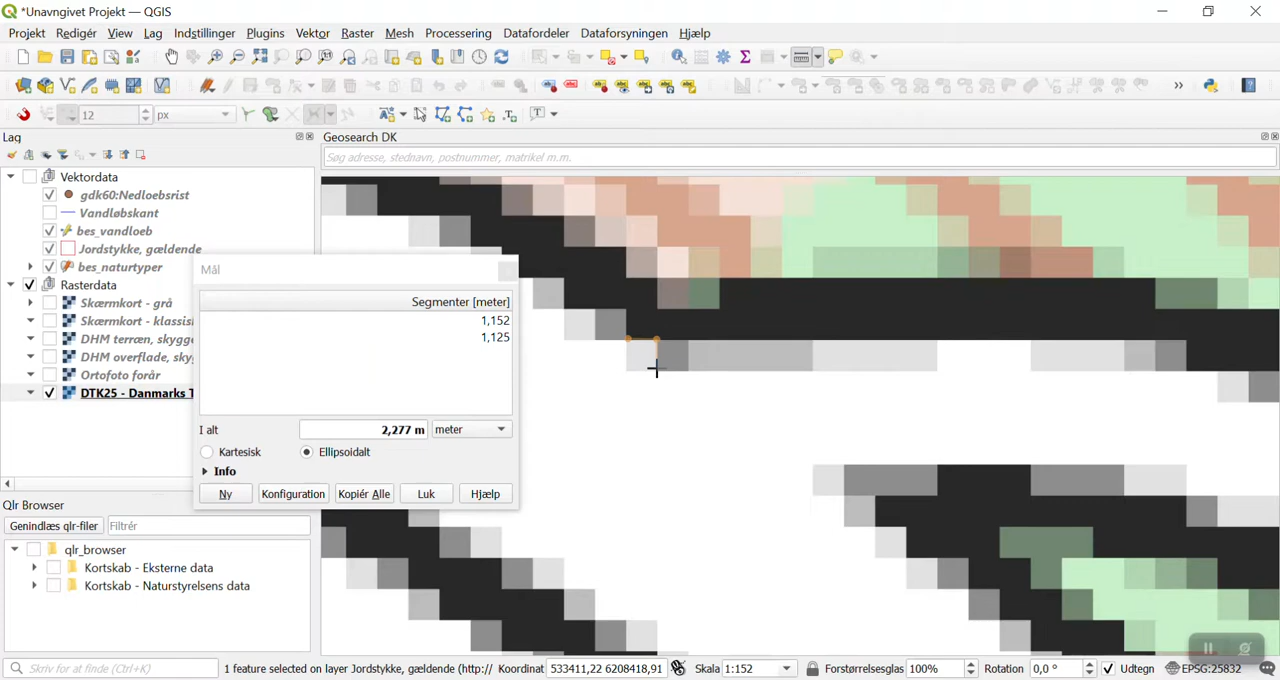 *Unavngivet Projekt — QGIS
Projekt Redigér View Lag Indstillinger Plugins Vektor Raster Mesh Processering Datafordeler Dataforsyningen Hjælp
12 px
Lag
Geosearch DK
Søg adresse, stednavn, postnummer, matrikel m.m.
Vektordata
gdk60:Nedloebsrist
Vandløbskant
bes_vandloeb
Jordstykke, gældende
bes_naturtyper
Rasterdata
Skærmkort - grå
Skærmkort - klassis
DHM terræn, skygge
DHM overflade, sky
Ortofoto forår
DTK25 - Danmarks T
Mål
Segmenter [meter]
1,152
1,125
I alt 2,277 m meter
Kartesisk Ellipsoidalt
Info
Ny Konfiguration Kopiér Alle Luk Hjælp
Qlr Browser
Genindlæs qlr-filer Filtrér
qlr_browser
Kortskab - Eksterne data
Kortskab - Naturstyrelsens data
Skriv for at finde (Ctrl+K) 1 feature selected on layer Jordstykke, gældende (http:// Koordinat 533411,22 6208418,91 Skala 1:152 Forstørrelsesglas 100% Rotation 0,0 ° Udtegn EPSG:25832